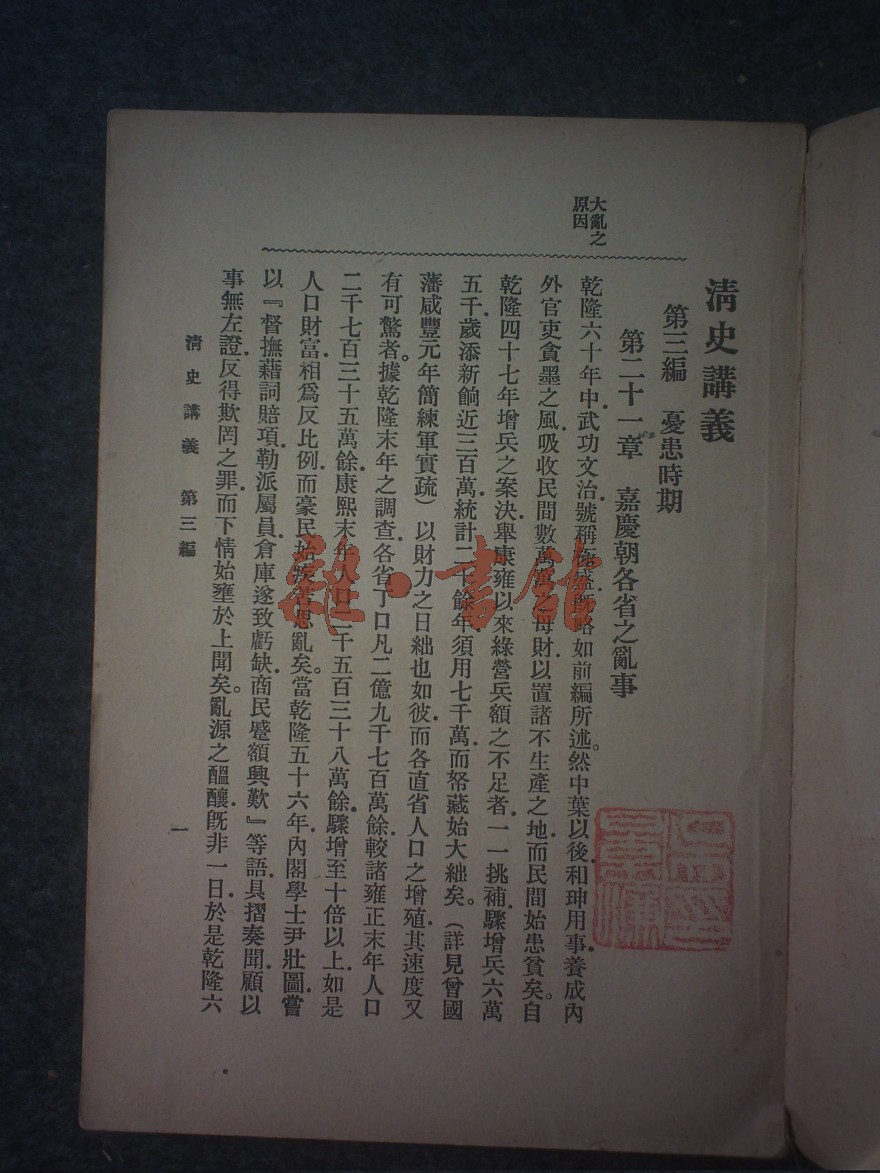 清史講義
第三編　憂患時期
第二十一章　嘉慶朝各省之亂事
大亂之
原因
乾隆六十年中.武功文治.號稱極盛.旣略如前編所述。然中葉以後.和珅用事.養成內
外官吏貪墨之風.吸收民間數萬萬之母財.以置諸不生產之地.而民間始患貧矣。自
乾隆四十七年增兵之案決.舉康雍以來綠營兵額之不足者.一一挑補.驟增兵六萬
五千.歲添新餉近三百萬.統計二十餘年.須用七千萬.而帑藏始大絀矣。（詳見曾國
藩咸豐元年簡練軍實疏）以財力之日絀也如彼.而各直省人口之增殖.其速度又
有可驚者。據乾隆末年之調查.各省丁口凡二億九千七百萬餘.較諸雍正末年人口
二千七百三十五萬餘.康熙末年人口二千五百三十八萬餘.驟增至十倍以上.如是
人口財富.相爲反比例.而豪民始疾苦思亂矣。當乾隆五十六年.內閣學士尹壯圖.嘗
以『督撫藉詞賠項.勒派屬員.倉庫遂致虧缺.商民蹙額興歎』等語.具摺奏聞.顧以
事無左證.反得欺罔之罪.而下情始壅於上聞矣。亂源之醞釀.旣非一日.於是乾隆六
清史講義　第三編
一
雜·書館